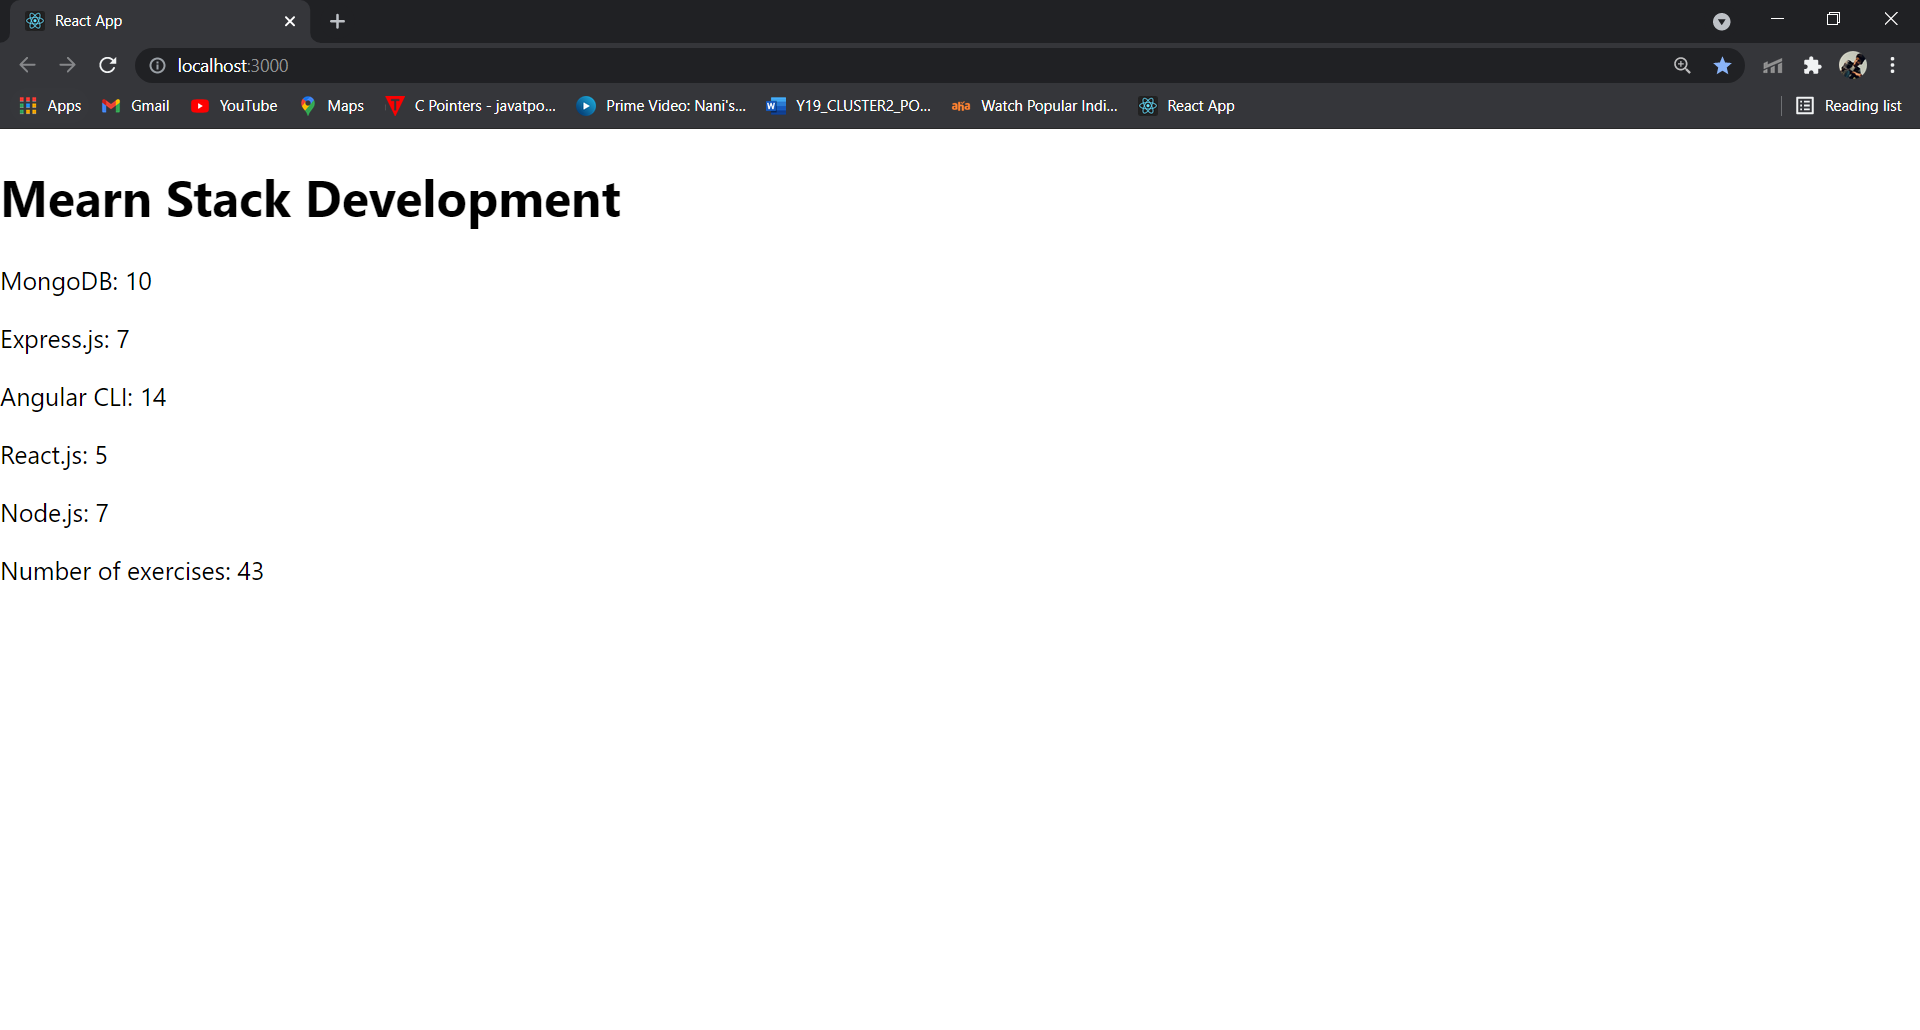 React App
localhost:3000
Apps Gmail YouTube Maps C Pointers - javatpo... Prime Video: Nani's... Y19_CLUSTER2_PO... aha Watch Popular Indi... React App Reading list
Mearn Stack Development
MongoDB: 10
Express.js: 7
Angular CLI: 14
React.js: 5
Node.js: 7
Number of exercises: 43